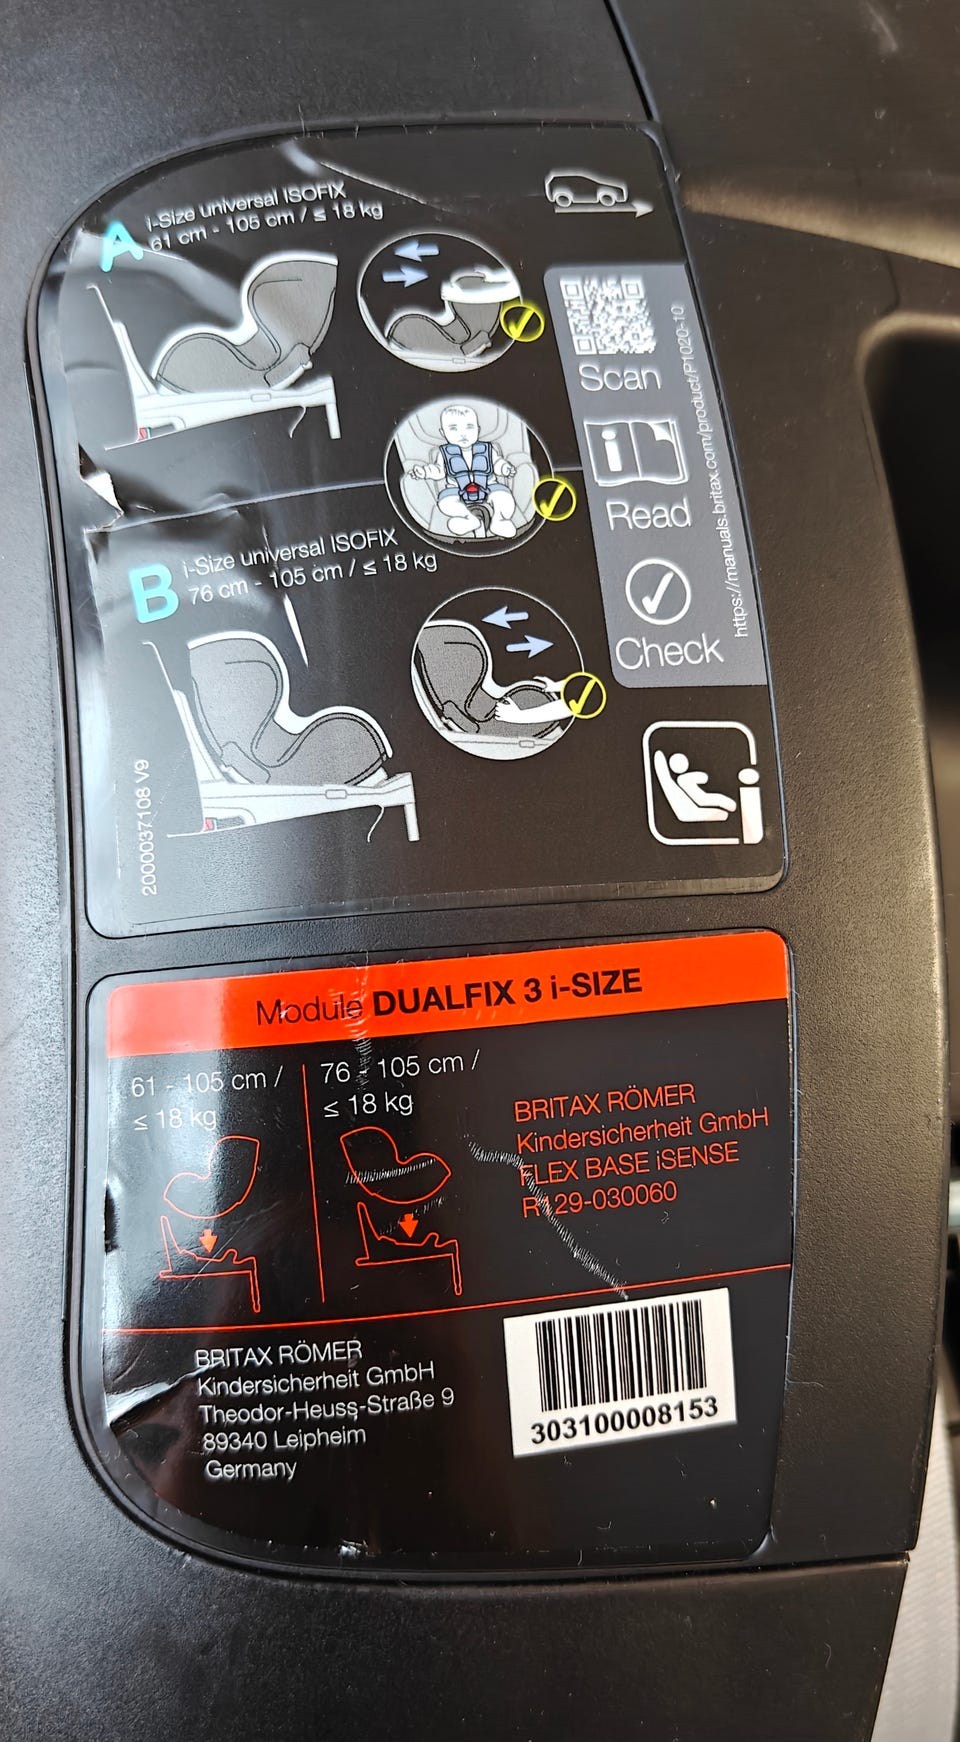 A
i-Size universal ISOFIX
61 cm - 105 cm / ≤ 18 kg
Scan
i
Read
Check
https://manuals.britax.com/product/P1020-10
B
i-Size universal ISOFIX
76 cm - 105 cm / ≤ 18 kg
i
2000037108 V9
Module DUALFIX 3 i-SIZE
61 - 105 cm /
≤ 18 kg
76 - 105 cm /
≤ 18 kg
BRITAX RÖMER
Kindersicherheit GmbH
FLEX BASE iSENSE
R129-030060
BRITAX RÖMER
Kindersicherheit GmbH
Theodor-Heuss-Straße 9
89340 Leipheim
Germany
303100008153